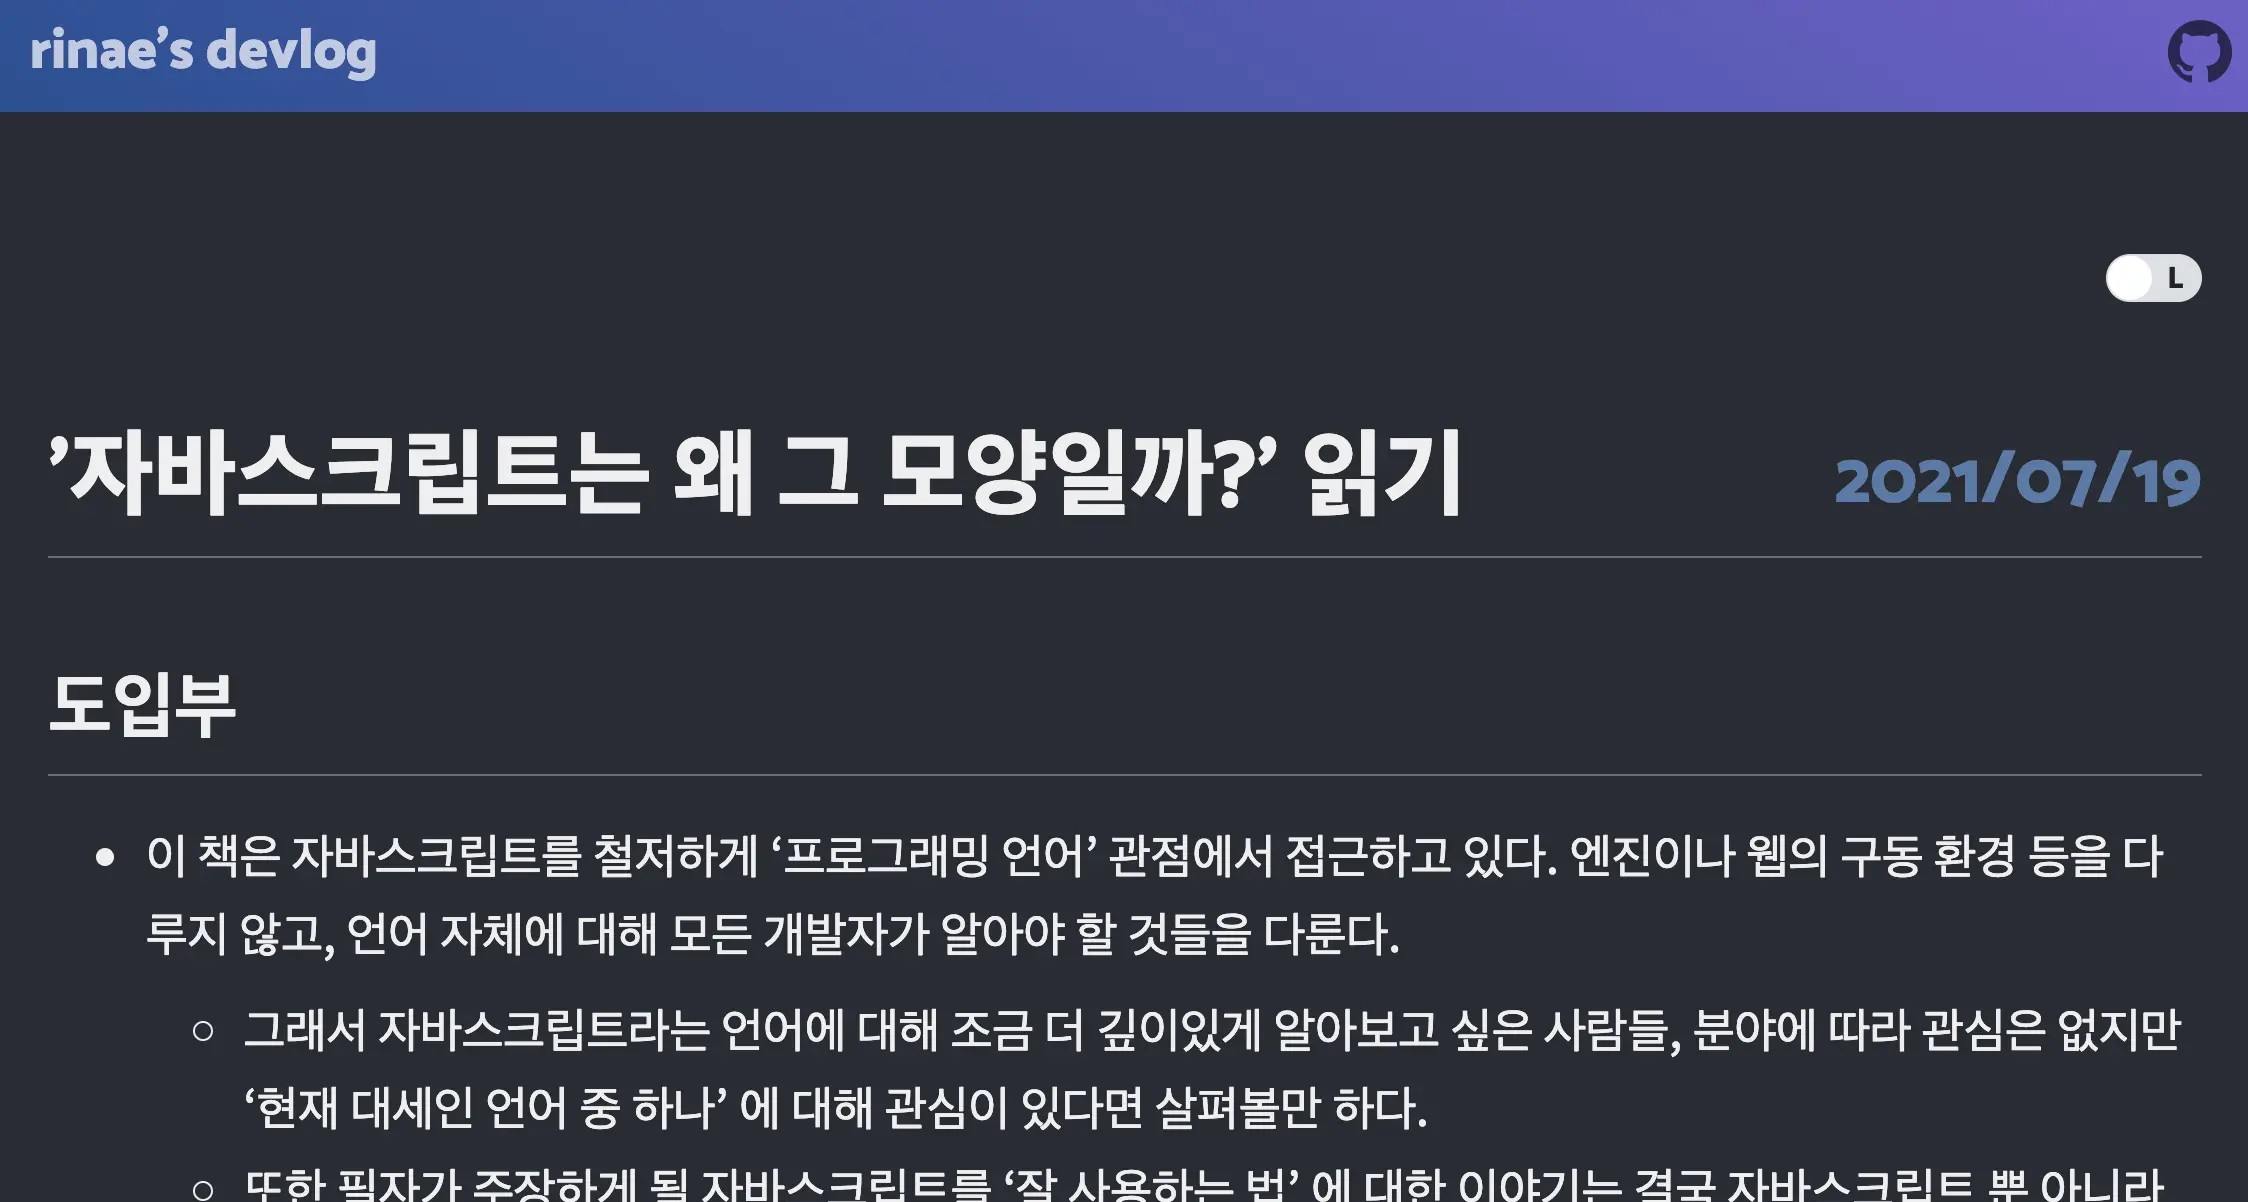 rinae’s devlog
L
’자바스크립트는 왜 그 모양일까?’ 읽기
2021/07/19
도입부
이 책은 자바스크립트를 철저하게 ‘프로그래밍 언어’ 관점에서 접근하고 있다. 엔진이나 웹의 구동 환경 등을 다
루지 않고, 언어 자체에 대해 모든 개발자가 알아야 할 것들을 다룬다.
그래서 자바스크립트라는 언어에 대해 조금 더 깊이있게 알아보고 싶은 사람들, 분야에 따라 관심은 없지만
‘현재 대세인 언어 중 하나’ 에 대해 관심이 있다면 살펴볼만 하다.
또한 필자가 주장하게 될 자바스크립트를 ‘잘 사용하는 법’ 에 대한 이야기는 결국 자바스크립트 뿐 아니라